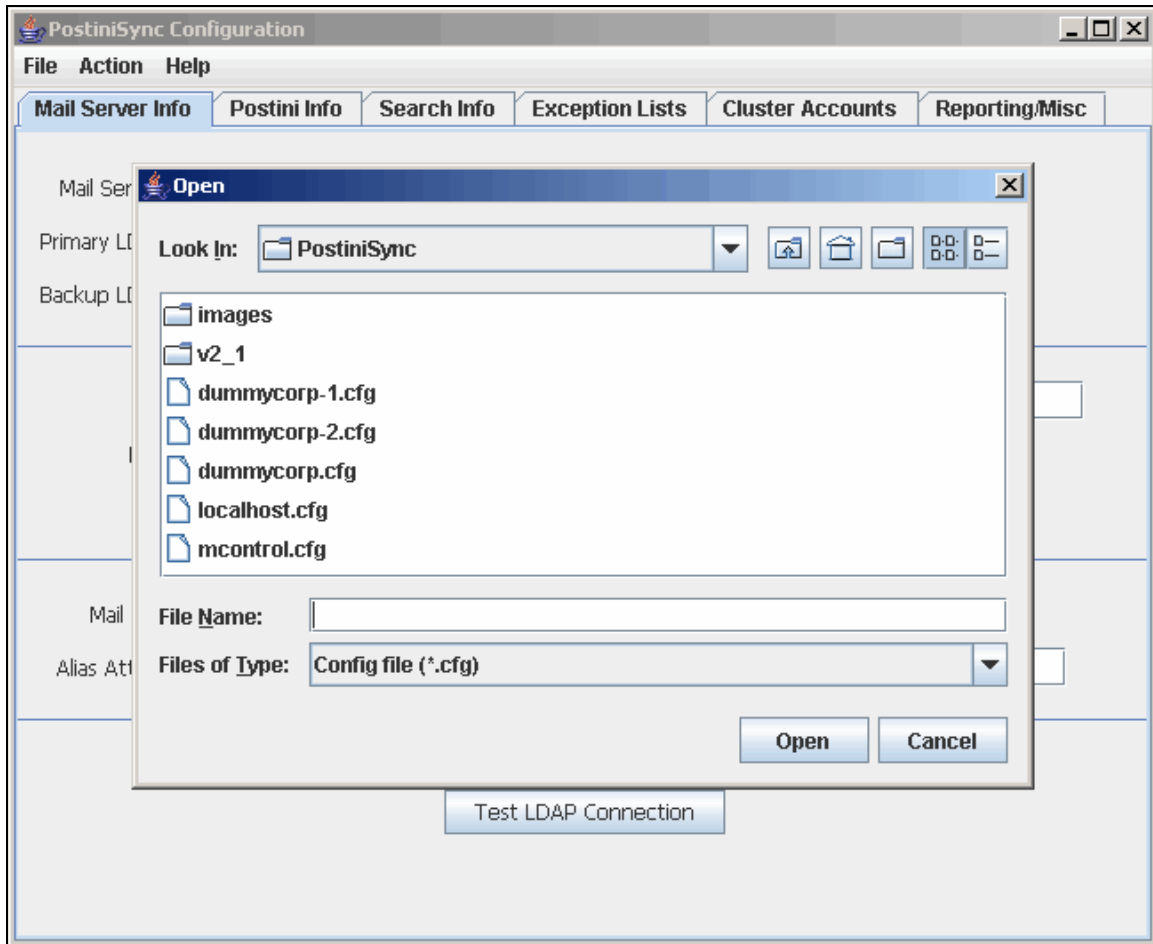 PostiniSync Configuration
File Action Help
Mail Server Info Postini Info Search Info Exception Lists Cluster Accounts Reporting/Misc
Mail Ser
Open
Primary LD
Look In: PostiniSync
Backup LD
images
v2_1
dummycorp-1.cfg
dummycorp-2.cfg
dummycorp.cfg
localhost.cfg
mcontrol.cfg
Mail
File Name:
Alias Att
Files of Type: Config file (*.cfg)
Open Cancel
Test LDAP Connection